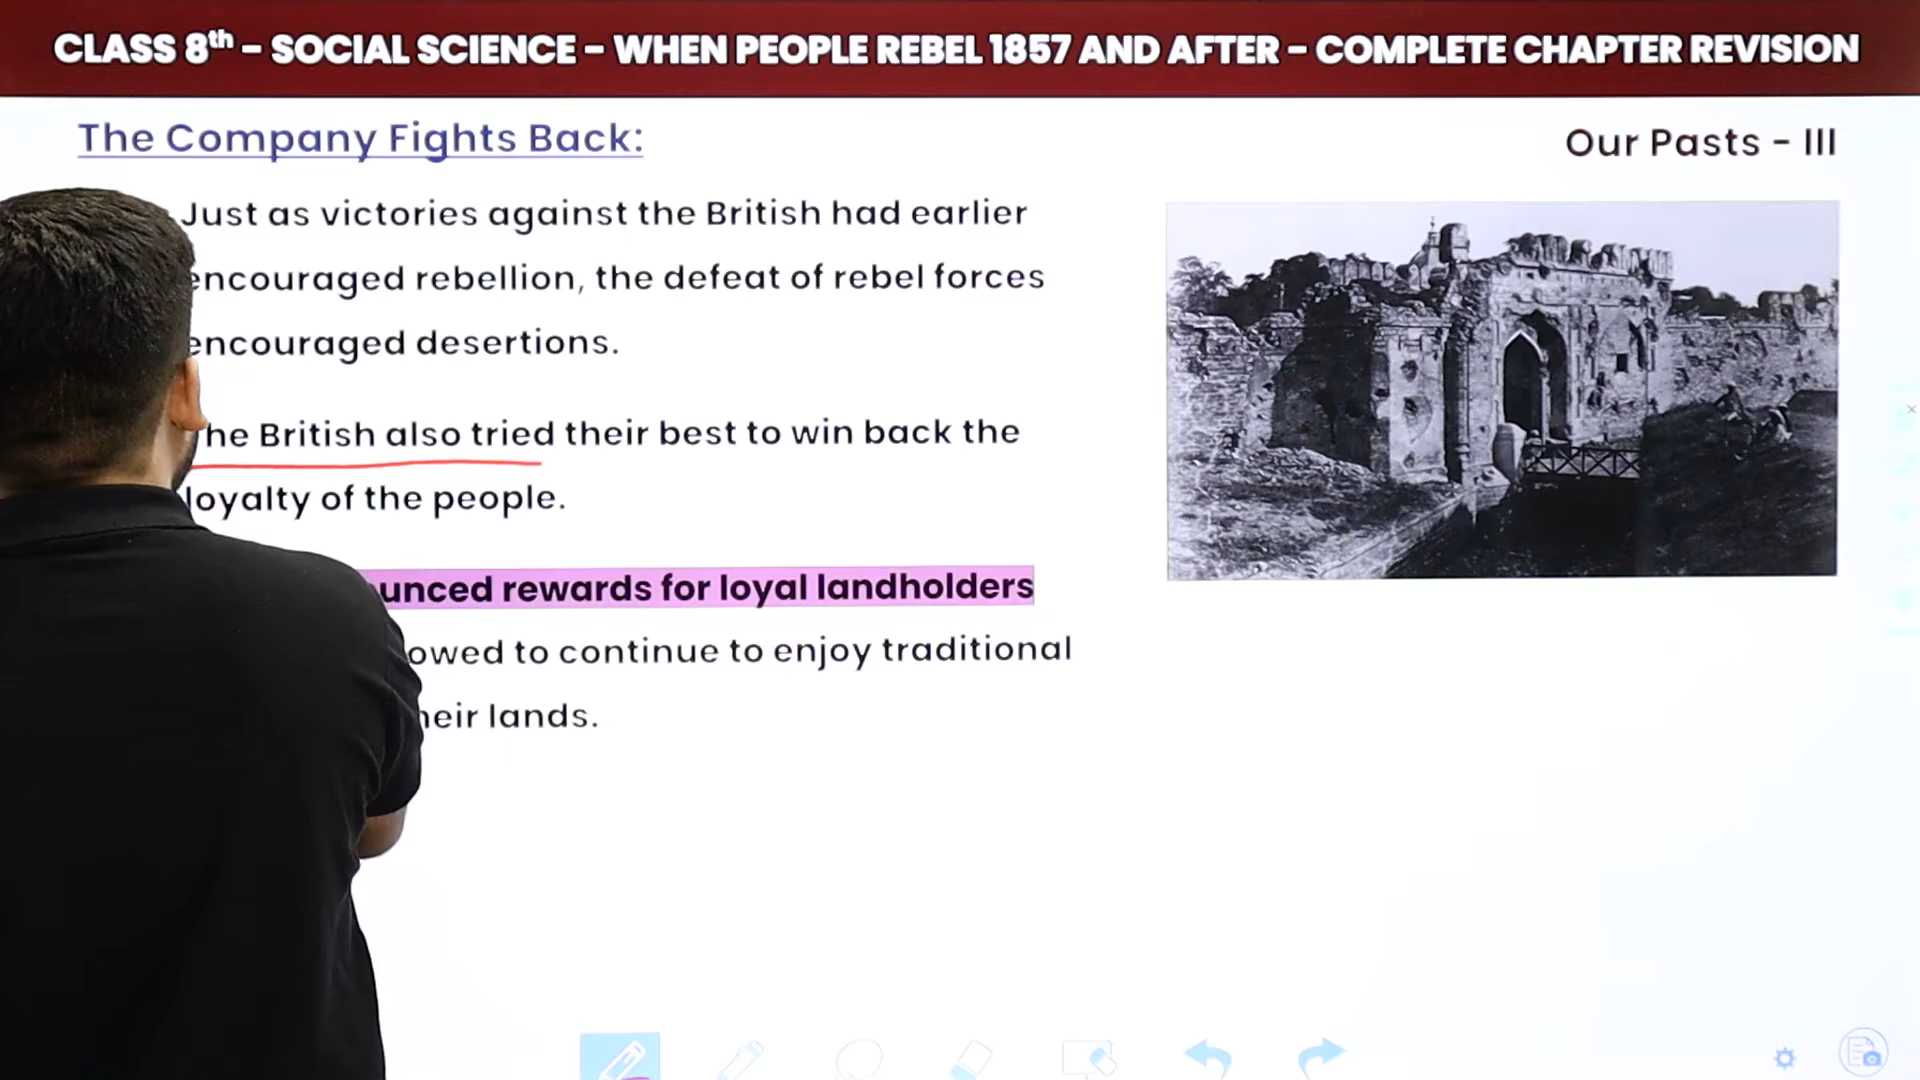 CLASS 8th – SOCIAL SCIENCE – WHEN PEOPLE REBEL 1857 AND AFTER – COMPLETE CHAPTER REVISION
The Company Fights Back:
Our Pasts - III
Just as victories against the British had earlier
encouraged rebellion, the defeat of rebel forces
encouraged desertions.
he British also tried their best to win back the
loyalty of the people.
unced rewards for loyal landholders
owed to continue to enjoy traditional
heir lands.